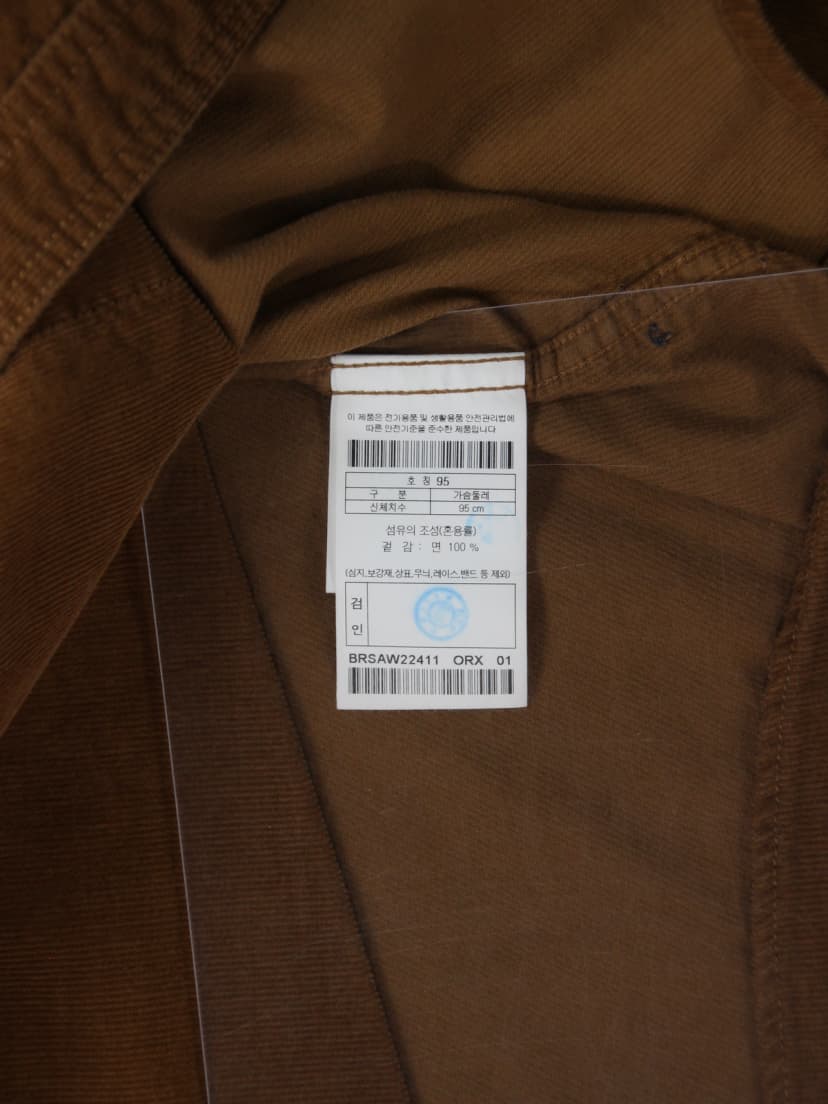 이 제품은 전기용품 및 생활용품 안전관리법에
따른 안전기준을 준수한 제품입니다
호 칭 95
구 분 가슴둘레
신체치수 95 cm
섬유의 조성(혼용률)
겉 감 : 면 100 %
(심지,보강재,상표,무늬,레이스,밴드 등 제외)
검
인
BRSAW22411 ORX 01